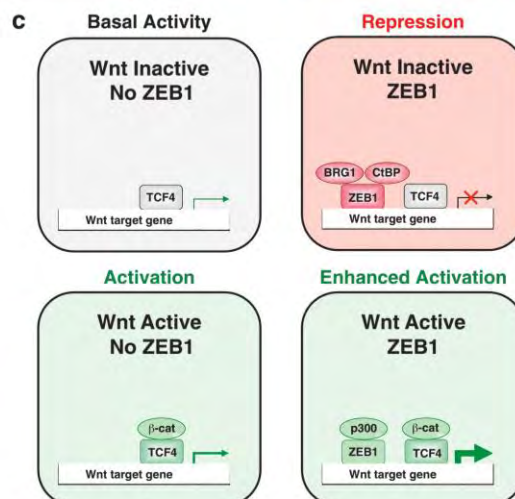 c
Basal Activity
Wnt Inactive
No ZEB1
TCF4
Wnt target gene
Repression
Wnt Inactive
ZEB1
BRG1 CtBP
ZEB1 TCF4
Wnt target gene
Activation
Wnt Active
No ZEB1
β-cat
TCF4
Wnt target gene
Enhanced Activation
Wnt Active
ZEB1
p300 β-cat
ZEB1 TCF4
Wnt target gene